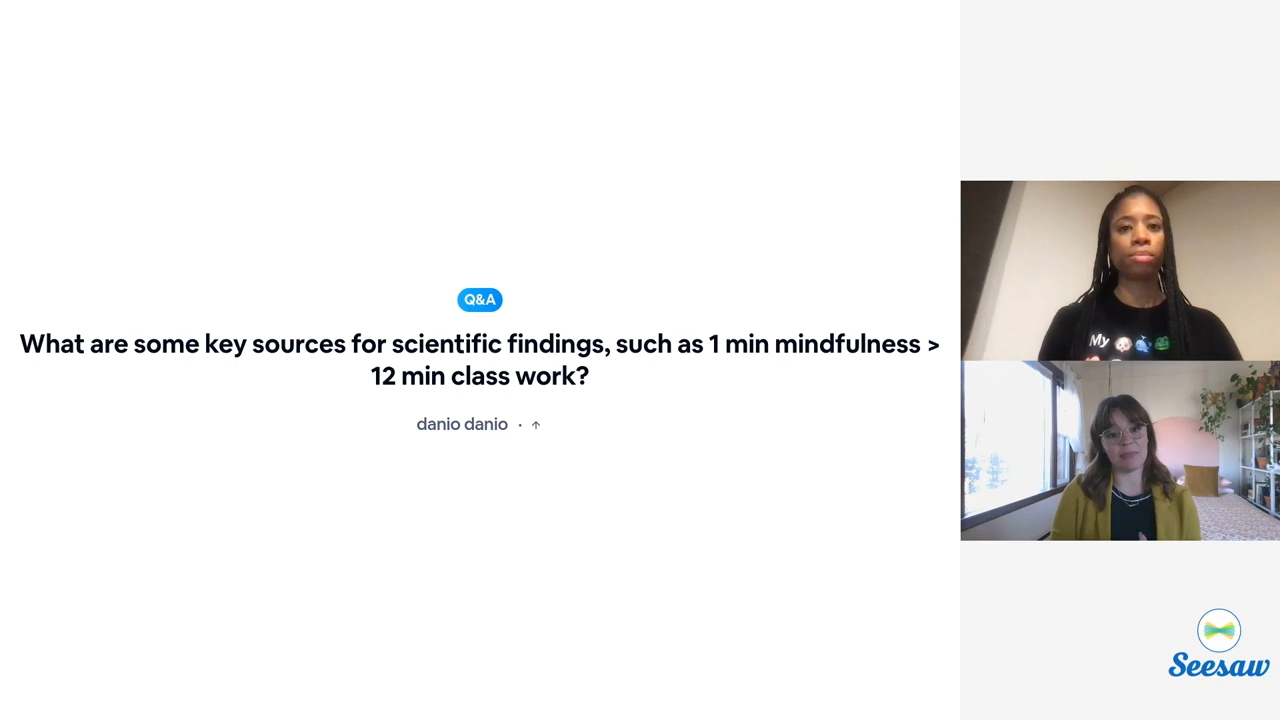 Q&A
What are some key sources for scientific findings, such as 1 min mindfulness >
12 min class work?
danio danio · ↑
My
Seesaw